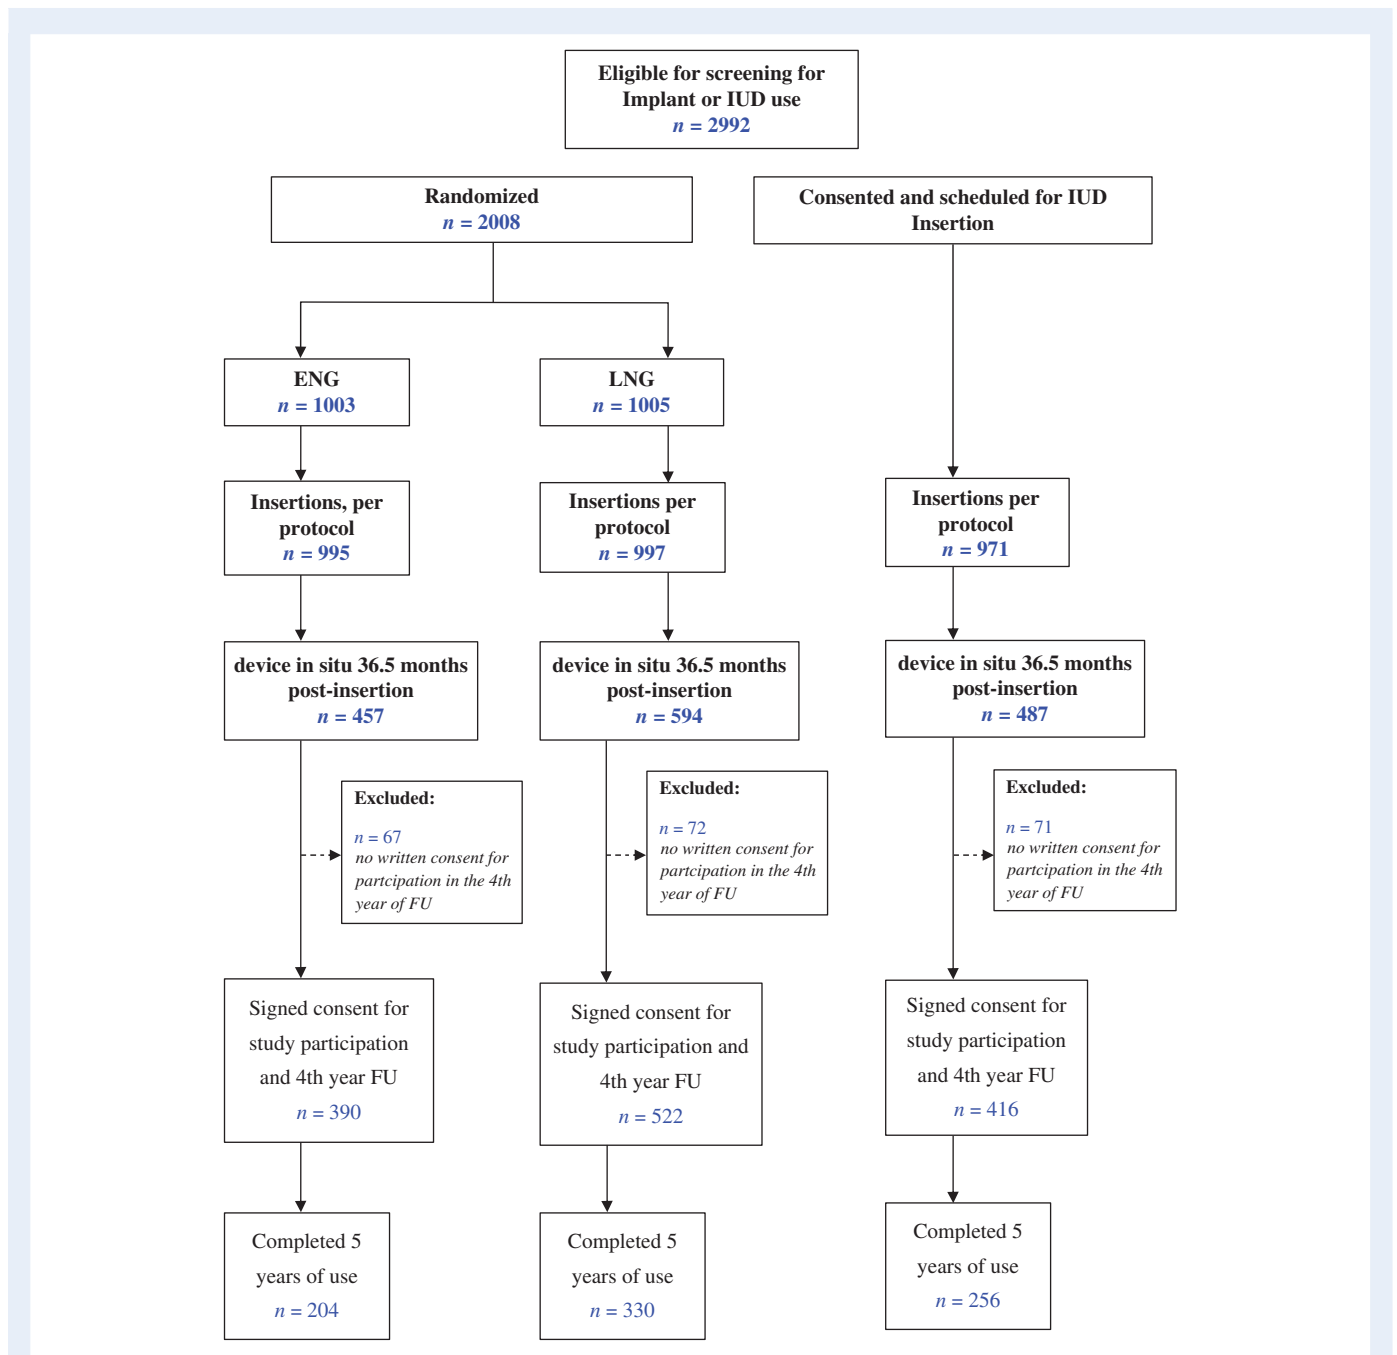 Eligible for screening for
Implant or IUD use
n = 2992
Randomized
n = 2008
Consented and scheduled for IUD
Insertion
ENG
n = 1003
LNG
n = 1005
Insertions, per
protocol
n = 995
Insertions per
protocol
n = 997
Insertions per
protocol
n = 971
device in situ 36.5 months
post-insertion
n = 457
device in situ 36.5 months
post-insertion
n = 594
device in situ 36.5 months
post-insertion
n = 487
Excluded:
n = 67
no written consent for
partcipation in the 4th
year of FU
Excluded:
n = 72
no written consent for
partcipation in the 4th
year of FU
Excluded:
n = 71
no written consent for
partcipation in the 4th
year of FU
Signed consent for
study participation
and 4th year FU
n = 390
Signed consent for
study participation and
4th year FU
n = 522
Signed consent for
study participation
and 4th year FU
n = 416
Completed 5
years of use
n = 204
Completed 5
years of use
n = 330
Completed 5
years of use
n = 256